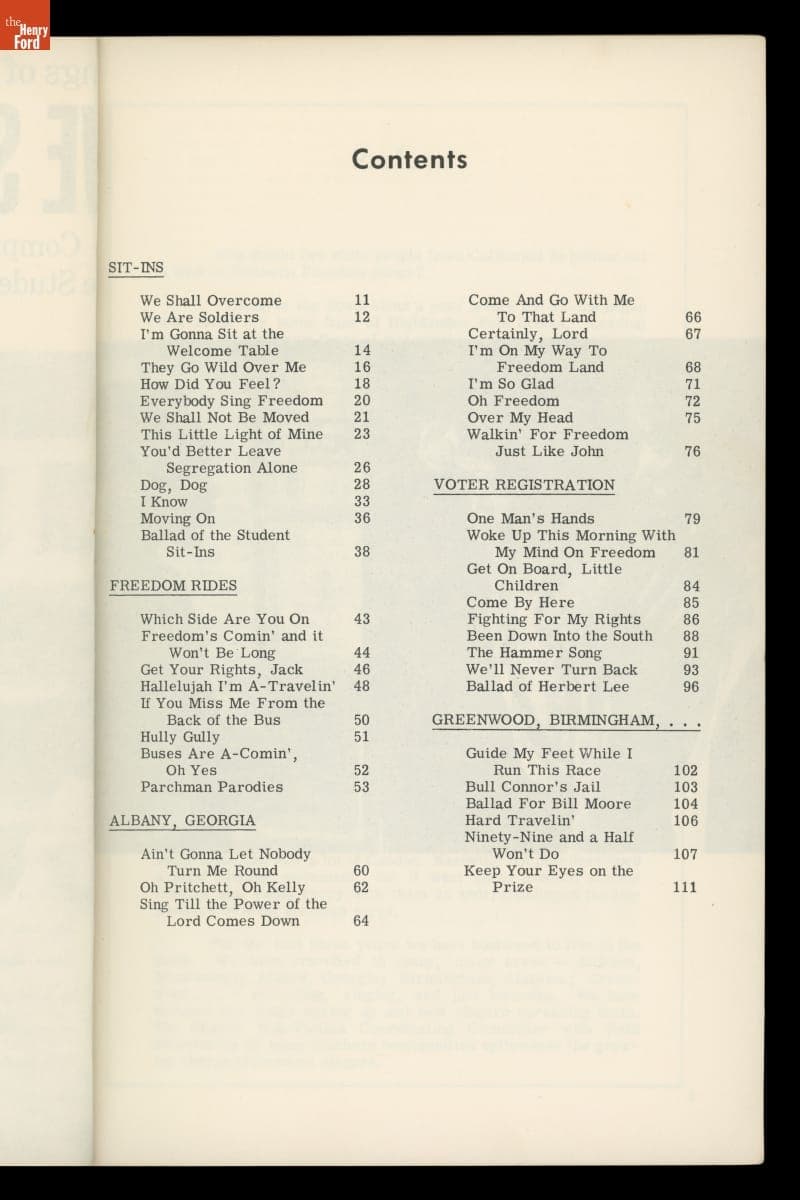 the
Henry
Ford
Contents
SIT-INS
We Shall Overcome 11
We Are Soldiers 12
I'm Gonna Sit at the
Welcome Table 14
They Go Wild Over Me 16
How Did You Feel? 18
Everybody Sing Freedom 20
We Shall Not Be Moved 21
This Little Light of Mine 23
You'd Better Leave
Segregation Alone 26
Dog, Dog 28
I Know 33
Moving On 36
Ballad of the Student
Sit-Ins 38
FREEDOM RIDES
Which Side Are You On 43
Freedom's Comin' and it
Won't Be Long 44
Get Your Rights, Jack 46
Hallelujah I'm A-Travelin' 48
If You Miss Me From the
Back of the Bus 50
Hully Gully 51
Buses Are A-Comin',
Oh Yes 52
Parchman Parodies 53
ALBANY, GEORGIA
Ain't Gonna Let Nobody
Turn Me Round 60
Oh Pritchett, Oh Kelly 62
Sing Till the Power of the
Lord Comes Down 64
Come And Go With Me
To That Land 66
Certainly, Lord 67
I'm On My Way To
Freedom Land 68
I'm So Glad 71
Oh Freedom 72
Over My Head 75
Walkin' For Freedom
Just Like John 76
VOTER REGISTRATION
One Man's Hands 79
Woke Up This Morning With
My Mind On Freedom 81
Get On Board, Little
Children 84
Come By Here 85
Fighting For My Rights 86
Been Down Into the South 88
The Hammer Song 91
We'll Never Turn Back 93
Ballad of Herbert Lee 96
GREENWOOD, BIRMINGHAM, . . .
Guide My Feet While I
Run This Race 102
Bull Connor's Jail 103
Ballad For Bill Moore 104
Hard Travelin' 106
Ninety-Nine and a Half
Won't Do 107
Keep Your Eyes on the
Prize 111